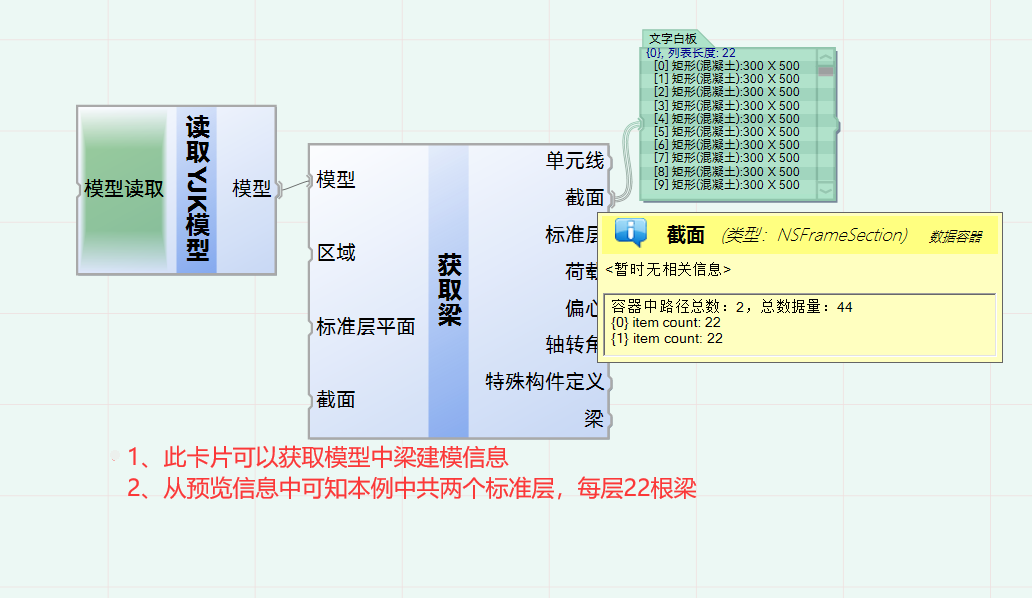 文字白板
{0}, 列表长度: 22
[0] 矩形(混凝土):300 X 500
[1] 矩形(混凝土):300 X 500
[2] 矩形(混凝土):300 X 500
[3] 矩形(混凝土):300 X 500
[4] 矩形(混凝土):300 X 500
[5] 矩形(混凝土):300 X 500
[6] 矩形(混凝土):300 X 500
[7] 矩形(混凝土):300 X 500
[8] 矩形(混凝土):300 X 500
[9] 矩形(混凝土):300 X 500
模型读取
读取YJK模型
模型
模型
区域
标准层平面
截面
获取梁
单元线
截面
标准层
荷载
偏心
轴转角
特殊构件定义
梁
截面 (类型：NSFrameSection) 数据容器
<暂时无相关信息>
容器中路径总数：2，总数据量：44
{0} item count: 22
{1} item count: 22
1、此卡片可以获取模型中梁建模信息
2、从预览信息中可知本例中共两个标准层，每层22根梁